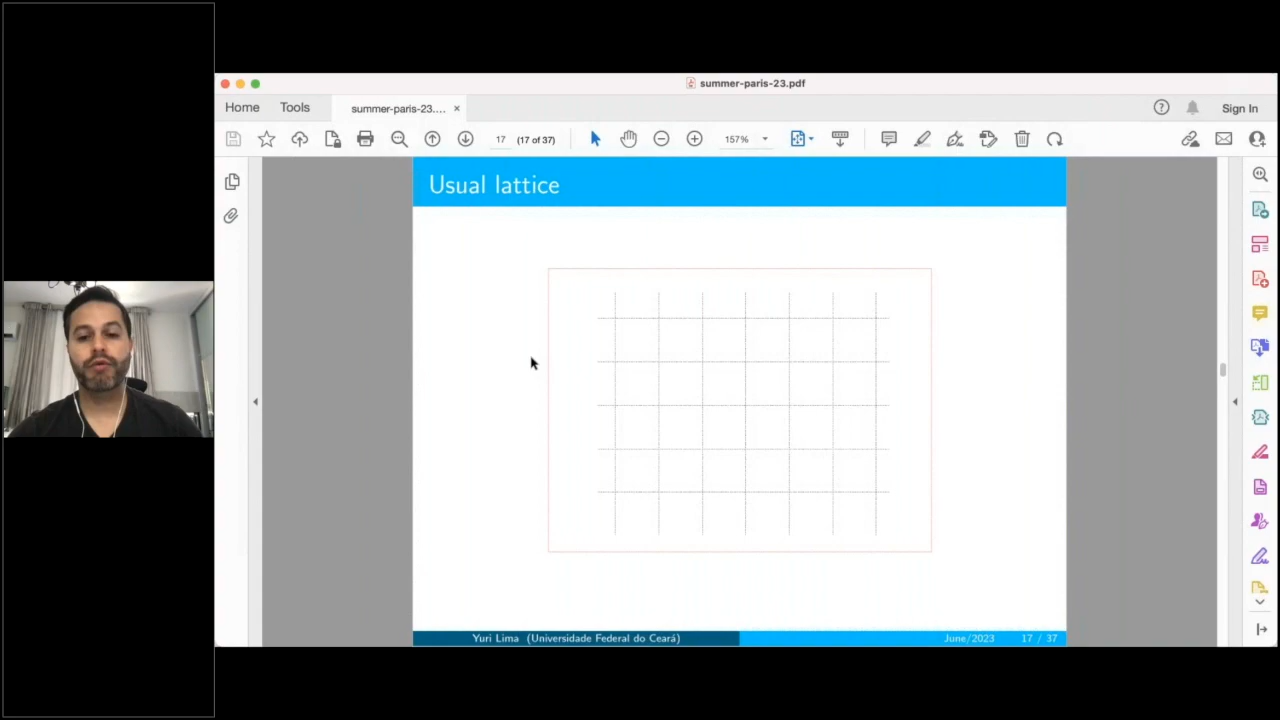 summer-paris-23.pdf
Home Tools summer-paris-23.... × Sign In
17 (17 of 37) 157%
Usual lattice
Yuri Lima (Universidade Federal do Ceará) June/2023 17 / 37